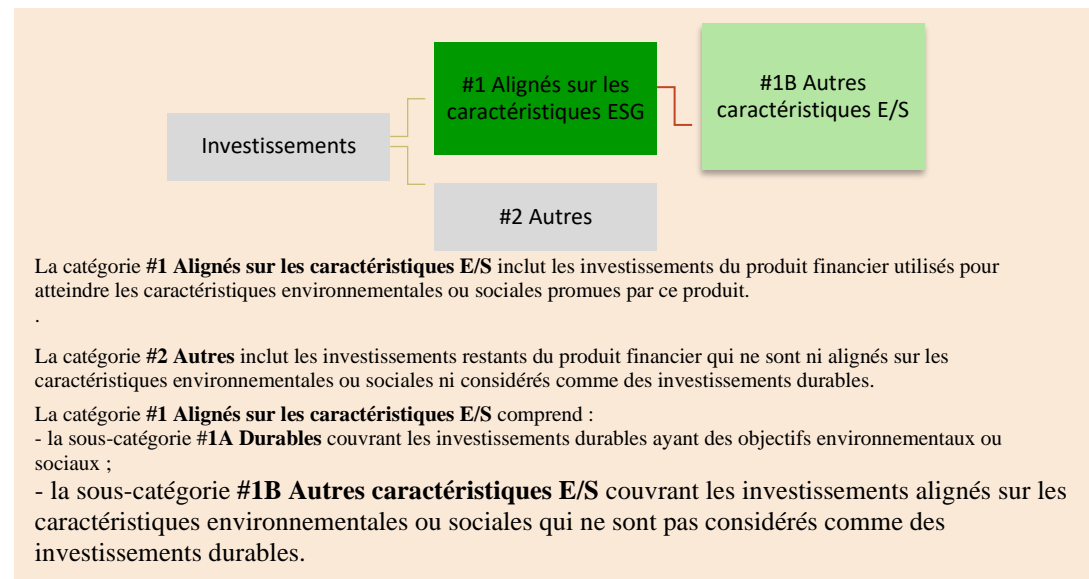 #1 Alignés sur les
caractéristiques ESG
#1B Autres
caractéristiques E/S
Investissements
#2 Autres
La catégorie #1 Alignés sur les caractéristiques E/S inclut les investissements du produit financier utilisés pour
atteindre les caractéristiques environnementales ou sociales promues par ce produit.
.
La catégorie #2 Autres inclut les investissements restants du produit financier qui ne sont ni alignés sur les
caractéristiques environnementales ou sociales ni considérés comme des investissements durables.
La catégorie #1 Alignés sur les caractéristiques E/S comprend :
- la sous-catégorie #1A Durables couvrant les investissements durables ayant des objectifs environnementaux ou
sociaux ;
- la sous-catégorie #1B Autres caractéristiques E/S couvrant les investissements alignés sur les
caractéristiques environnementales ou sociales qui ne sont pas considérés comme des
investissements durables.